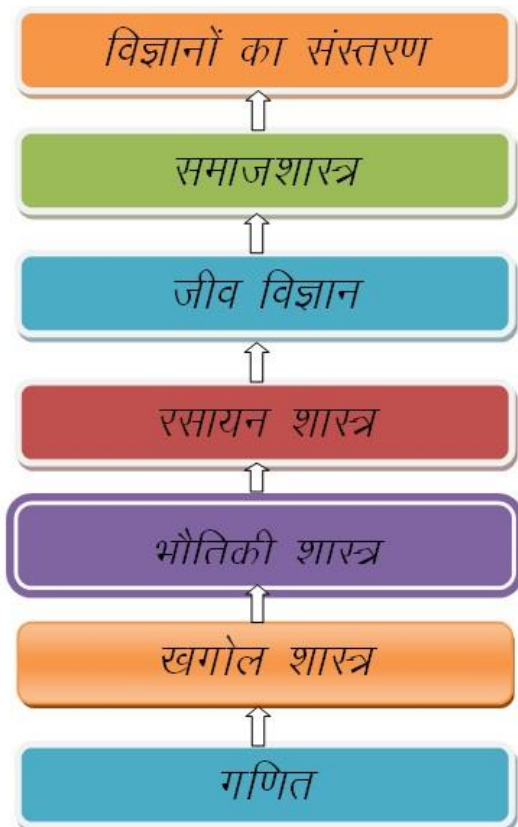 विज्ञानों का संस्तरण
समाजशास्त्र
जीव विज्ञान
रसायन शास्त्र
भौतिकी शास्त्र
खगोल शास्त्र
गणित